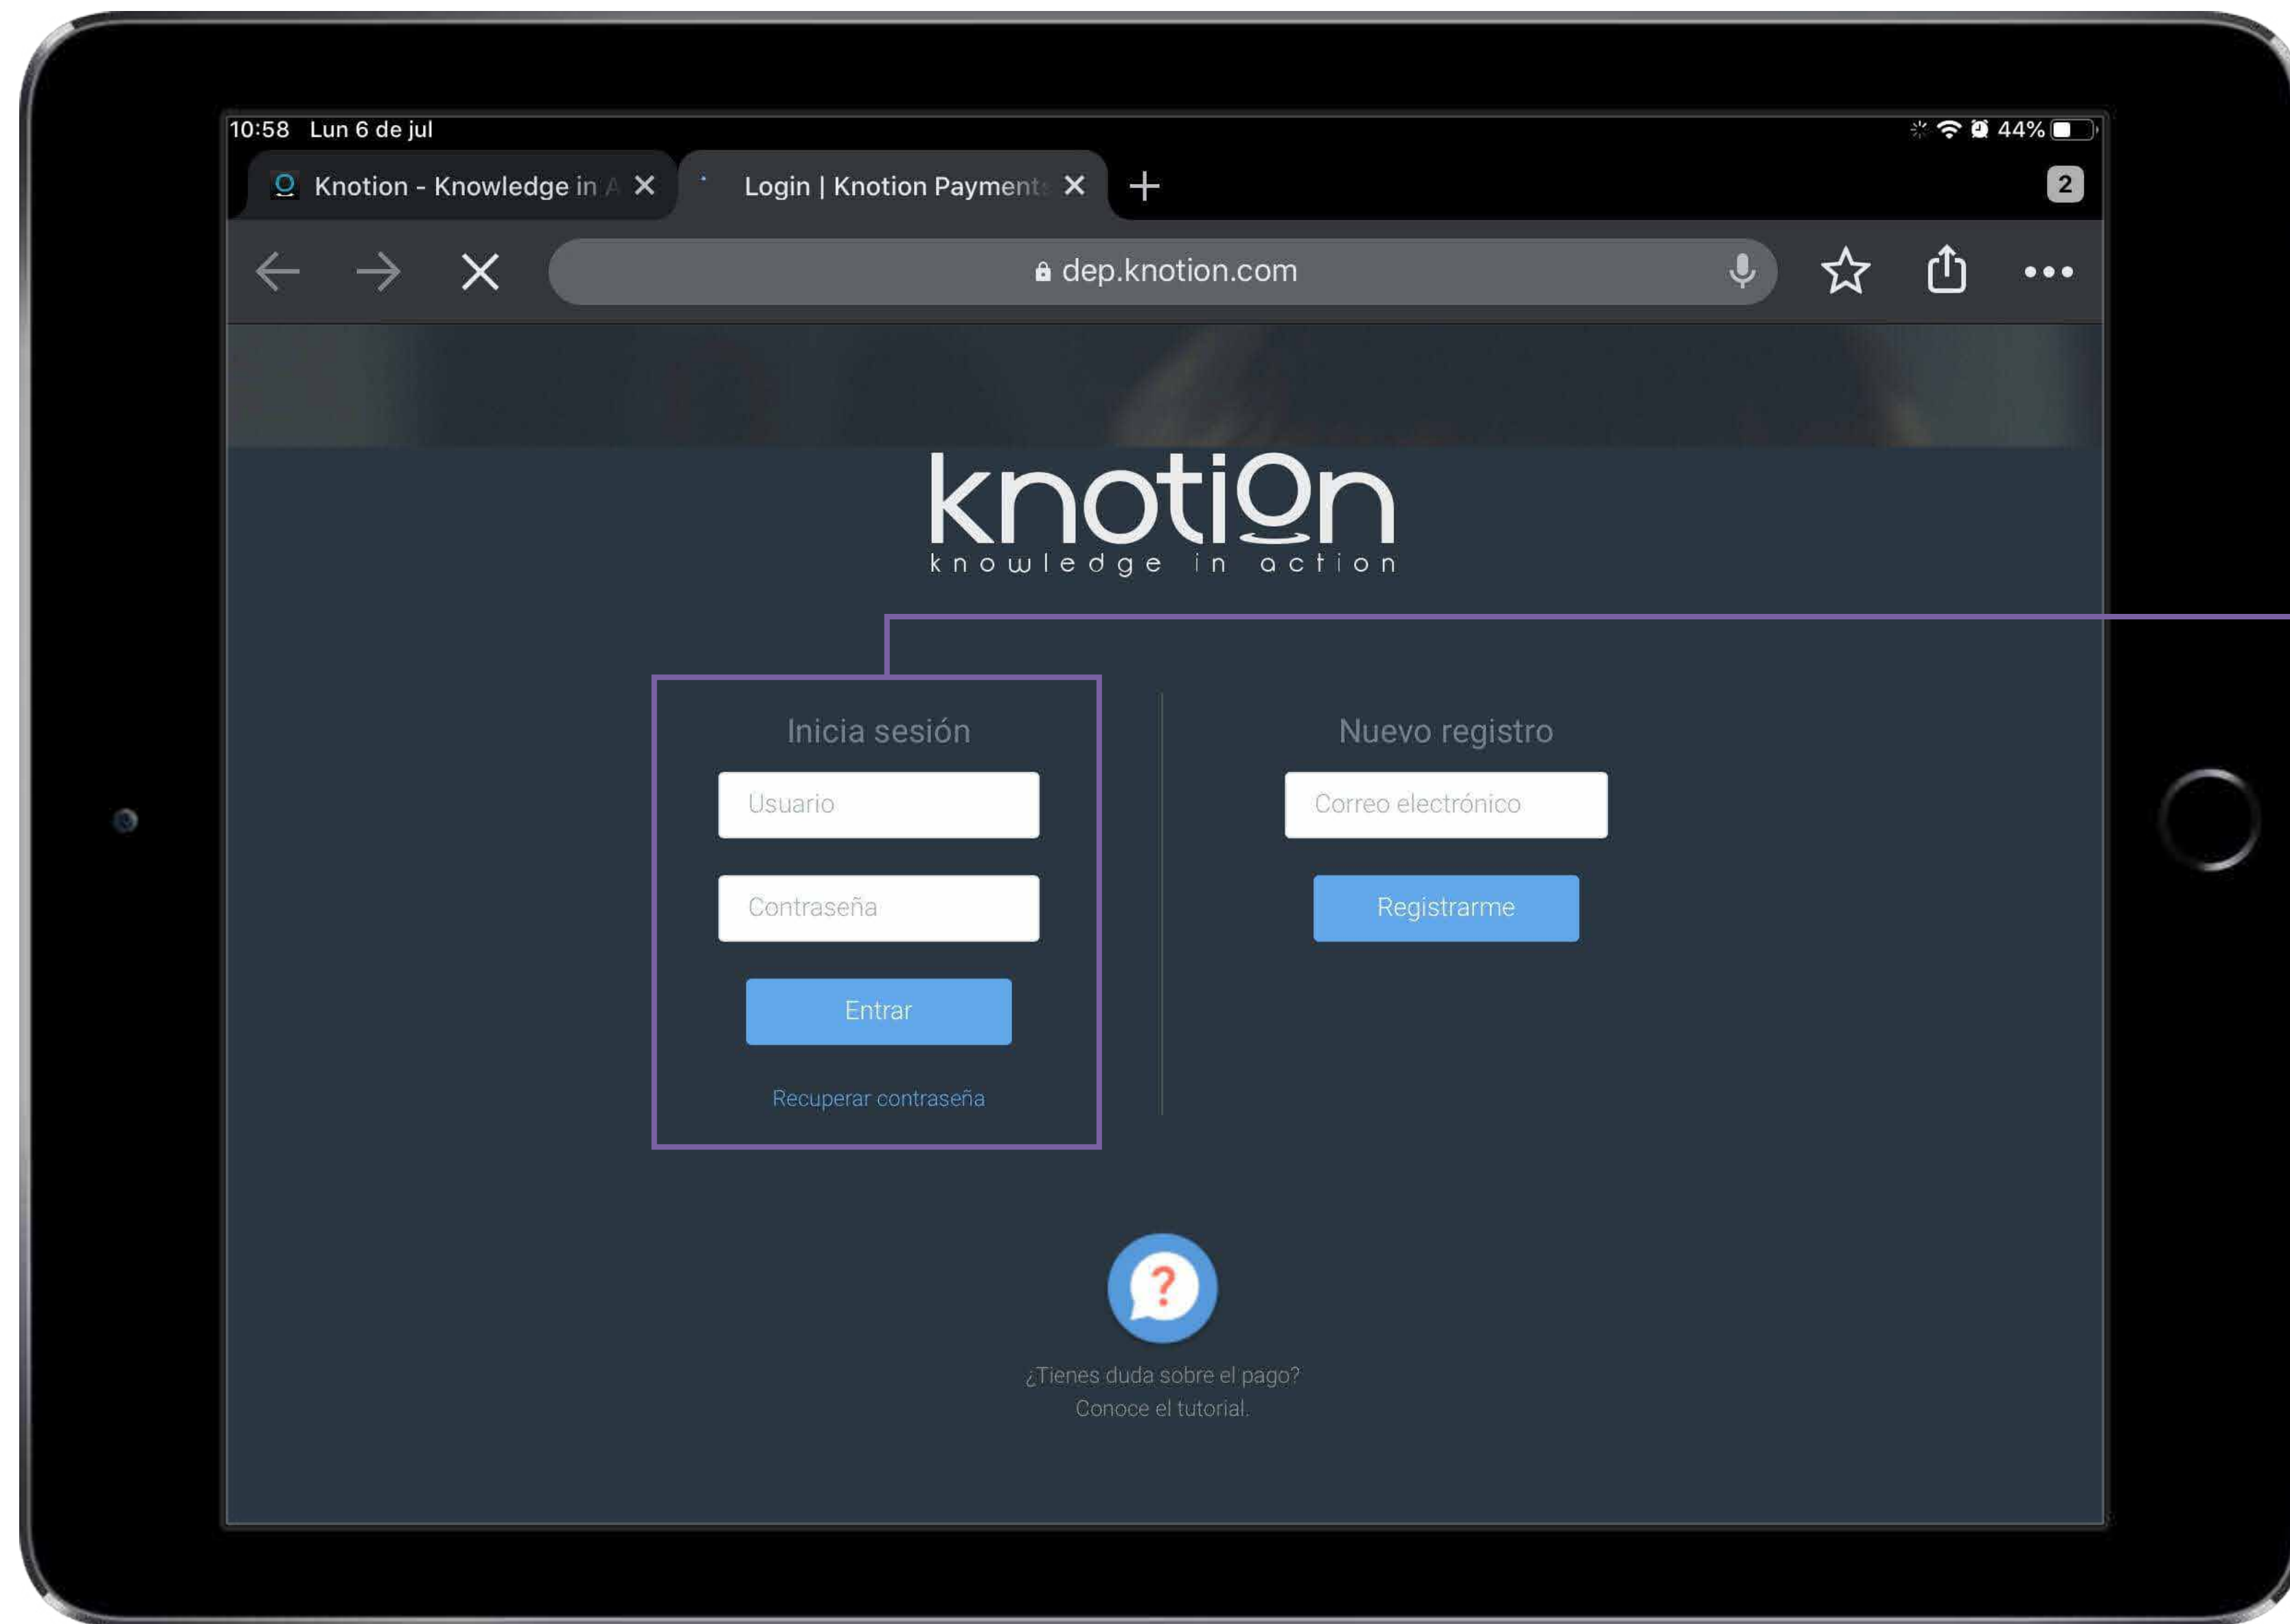 10:58 Lun 6 de jul
44%
Knotion - Knowledge in A
Login | Knotion Payments
2
dep.knotion.com
knotion
knowledge in action
Inicia sesión
Nuevo registro
Usuario
Correo electrónico
Contraseña
Registrarme
Entrar
Recuperar contraseña
?
¿Tienes duda sobre el pago?
Conoce el tutorial.